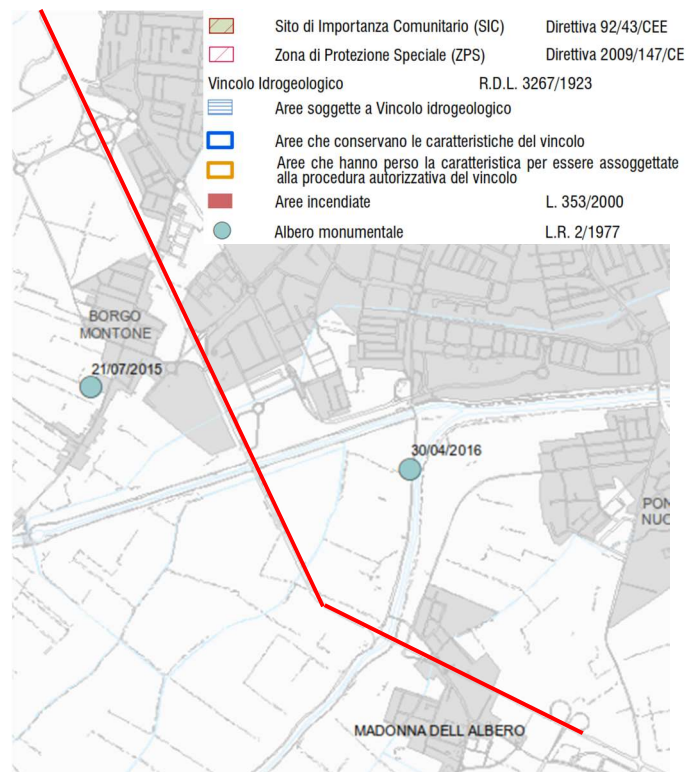 Sito di Importanza Comunitario (SIC) Direttiva 92/43/CEE
Zona di Protezione Speciale (ZPS) Direttiva 2009/147/CE
Vincolo Idrogeologico R.D.L. 3267/1923
Aree soggette a Vincolo idrogeologico
Aree che conservano le caratteristiche del vincolo
Aree che hanno perso la caratteristica per essere assoggettate
alla procedura autorizzativa del vincolo
Aree incendiate L. 353/2000
Albero monumentale L.R. 2/1977
BORGO
MONTONE
21/07/2015
30/04/2016
PON
NUO
MADONNA DELL ALBERO